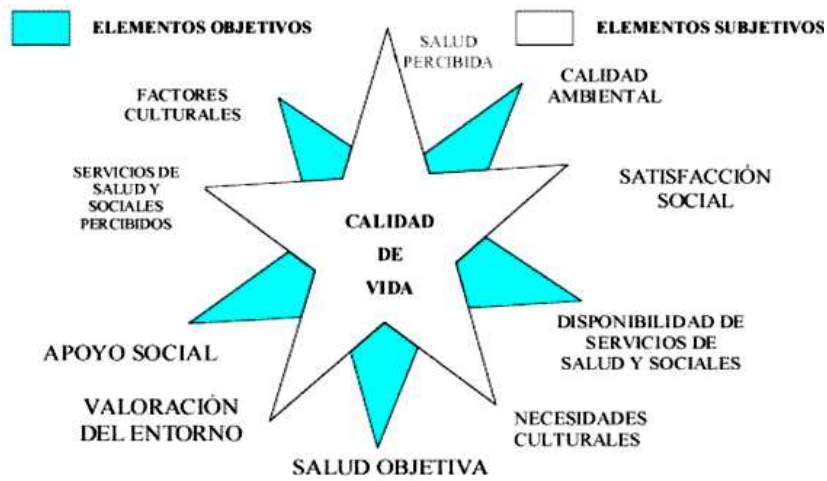 ELEMENTOS OBJETIVOS
ELEMENTOS SUBJETIVOS
SALUD
PERCIBIDA
CALIDAD
AMBIENTAL
FACTORES
CULTURALES
SERVICIOS DE
SALUD Y
SOCIALES
PERCIBIDOS
SATISFACCIÓN
SOCIAL
CALIDAD
DE
VIDA
DISPONIBILIDAD DE
SERVICIOS DE
SALUD Y SOCIALES
APOYO SOCIAL
VALORACIÓN
DEL ENTORNO
NECESIDADES
CULTURALES
SALUD OBJETIVA